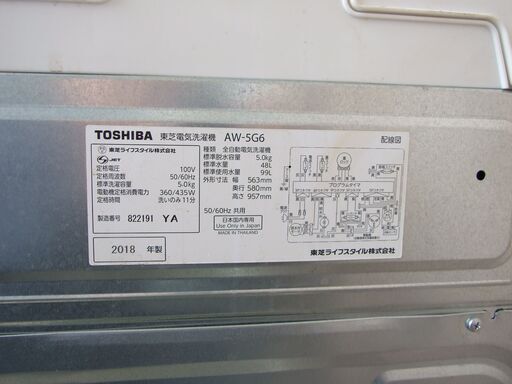 TOSHIBA 東芝電気洗濯機 AW-5G6
東芝ライフスタイル株式会社
JET
定格電圧 100V
定格周波数 50/60Hz
標準洗濯容量 5.0kg
電動機定格消費電力 360/435W
定格時間 洗いのみ11分
製造番号 822191 YA
2018 年製
種類 全自動電気洗濯機
標準脱水容量 5.0kg
標準水量 48L
標準使用水量 99L
外形寸法 幅 563mm
奥行 580mm
高さ 957mm
50/60Hz 共用
日本国内専用
Use Only in Japan
MADE IN THAILAND
配線図
プログラムタイマ
東芝ライフスタイル株式会社